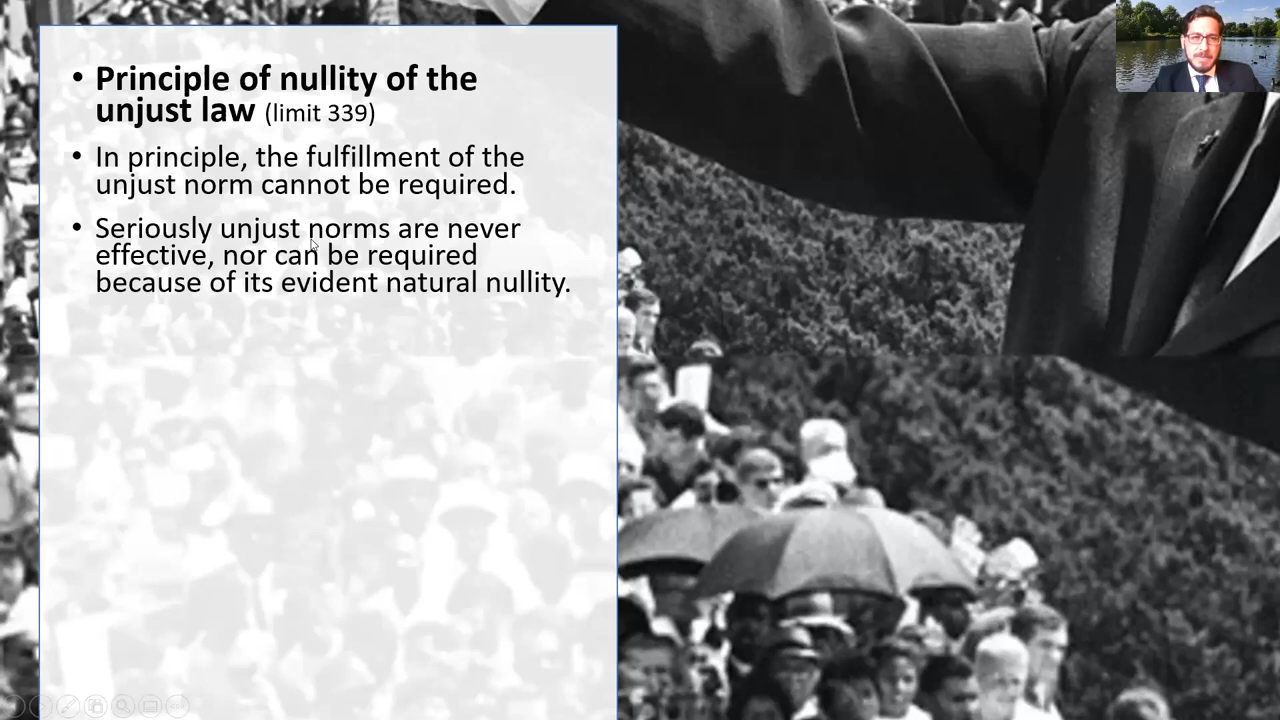 • Principle of nullity of the
unjust law (limit 339)
• In principle, the fulfillment of the
unjust norm cannot be required.
• Seriously unjust norms are never
effective, nor can be required
because of its evident natural nullity.